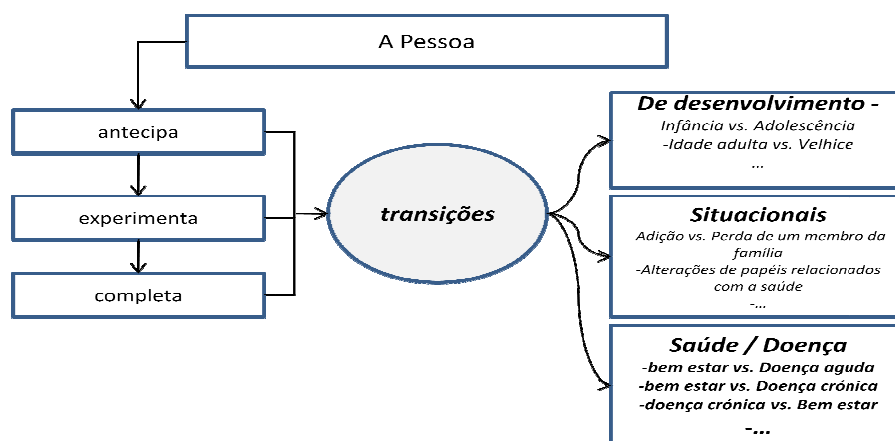 A Pessoa
antecipa
experimenta
completa
transições
De desenvolvimento -
Infância vs. Adolescência
-Idade adulta vs. Velhice
...
Situacionais
Adição vs. Perda de um membro da
família
-Alterações de papéis relacionados
com a saúde
-...
Saúde / Doença
-bem estar vs. Doença aguda
-bem estar vs. Doença crónica
-doença crónica vs. Bem estar
-...